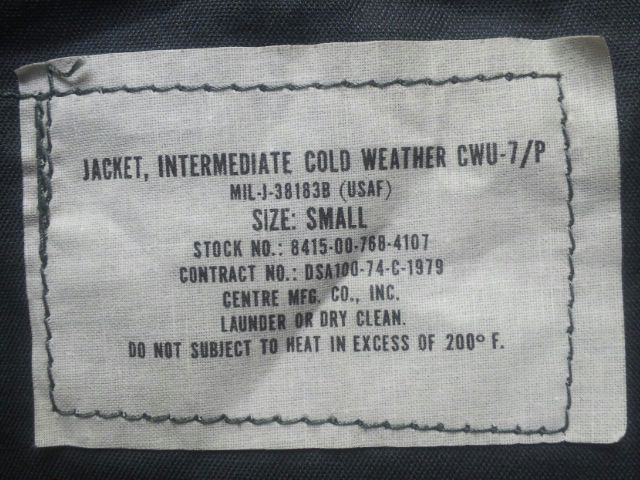 JACKET, INTERMEDIATE COLD WEATHER CWU-7/P
MIL-J-38183B (USAF)
SIZE: SMALL
STOCK NO.: 8415-00-768-4107
CONTRACT NO.: DSA100-74-C-1979
CENTRE MFG. CO., INC.
LAUNDER OR DRY CLEAN.
DO NOT SUBJECT TO HEAT IN EXCESS OF 200° F.